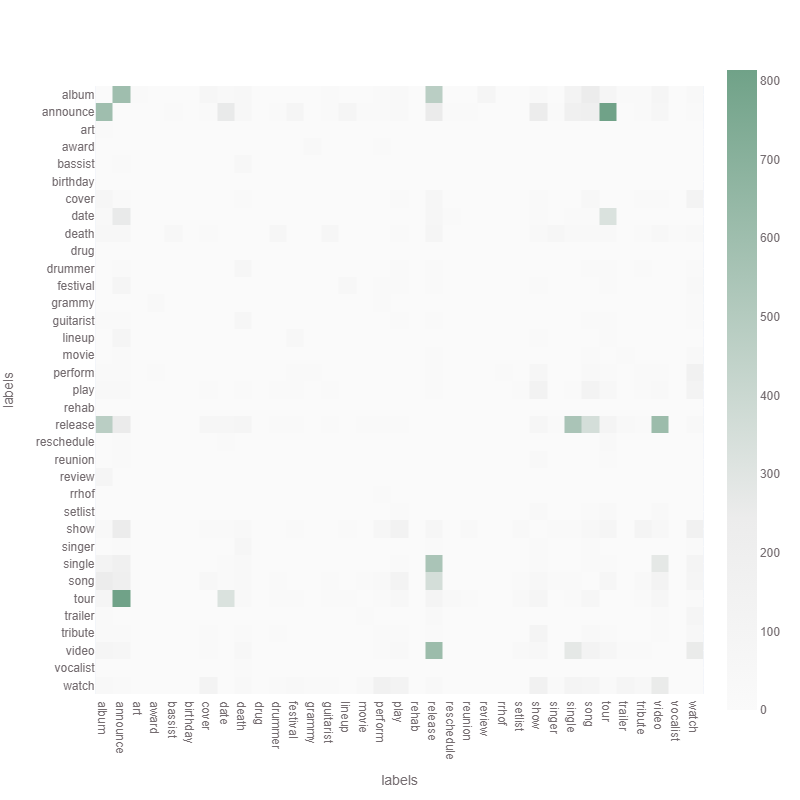 album
announce
art
award
bassist
birthday
cover
date
death
drug
drummer
festival
grammy
guitarist
lineup
movie
perform
play
rehab
release
reschedule
reunion
review
rrhof
setlist
show
singer
single
song
tour
trailer
tribute
video
vocalist
watch
labels
album
announce
art
award
bassist
birthday
cover
date
death
drug
drummer
festival
grammy
guitarist
lineup
movie
perform
play
rehab
release
reschedule
reunion
review
rrhof
setlist
show
singer
single
song
tour
trailer
tribute
video
vocalist
watch
labels
800
700
600
500
400
300
200
100
0